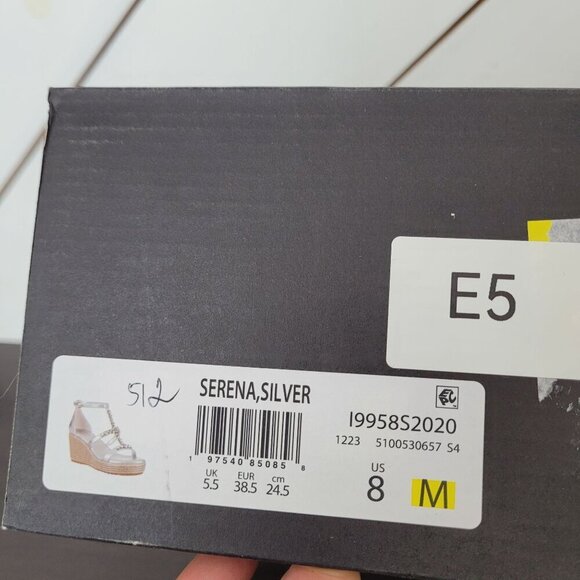 E5
512
SERENA,SILVER
1 97540 85085 8
UK EUR cm
5.5 38.5 24.5
I9958S2020
1223 5100530657 S4
US
8 M